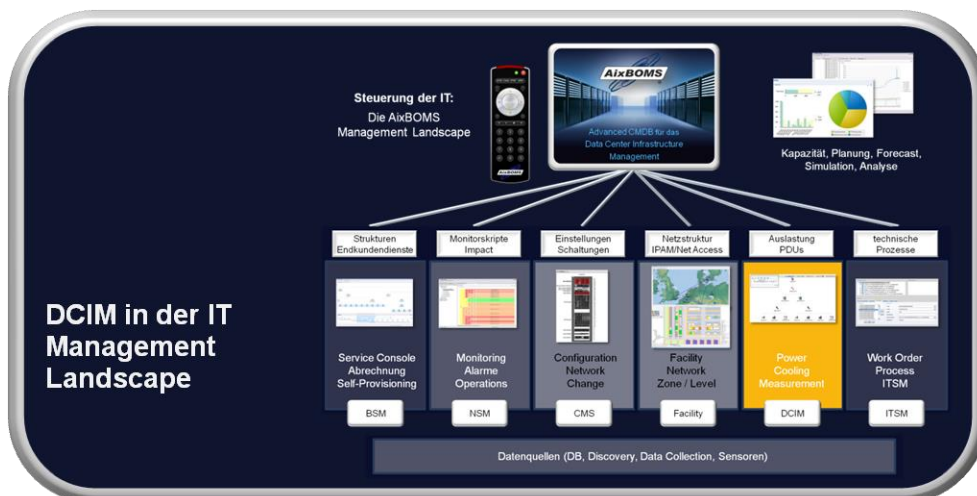 Steuerung der IT:
Die AixBOMS
Management Landscape
AixBOMS
AixBOMS
Advanced CMDB für das
Data Center Infrastructure
Management
Kapazität, Planung, Forecast,
Simulation, Analyse
Strukturen
Endkundendienste
Monitorskripte
Impact
Einstellungen
Schaltungen
Netzstruktur
IPAM/Net Access
Auslastung
PDUs
technische
Prozesse
DCIM in der IT
Management
Landscape
Service Console
Abrechnung
Self-Provisioning
Monitoring
Alarme
Operations
Configuration
Network
Change
Facility
Network
Zone / Level
Power
Cooling
Measurement
Work Order
Process
ITSM
BSM
NSM
CMS
Facility
DCIM
ITSM
Datenquellen (DB, Discovery, Data Collection, Sensoren)